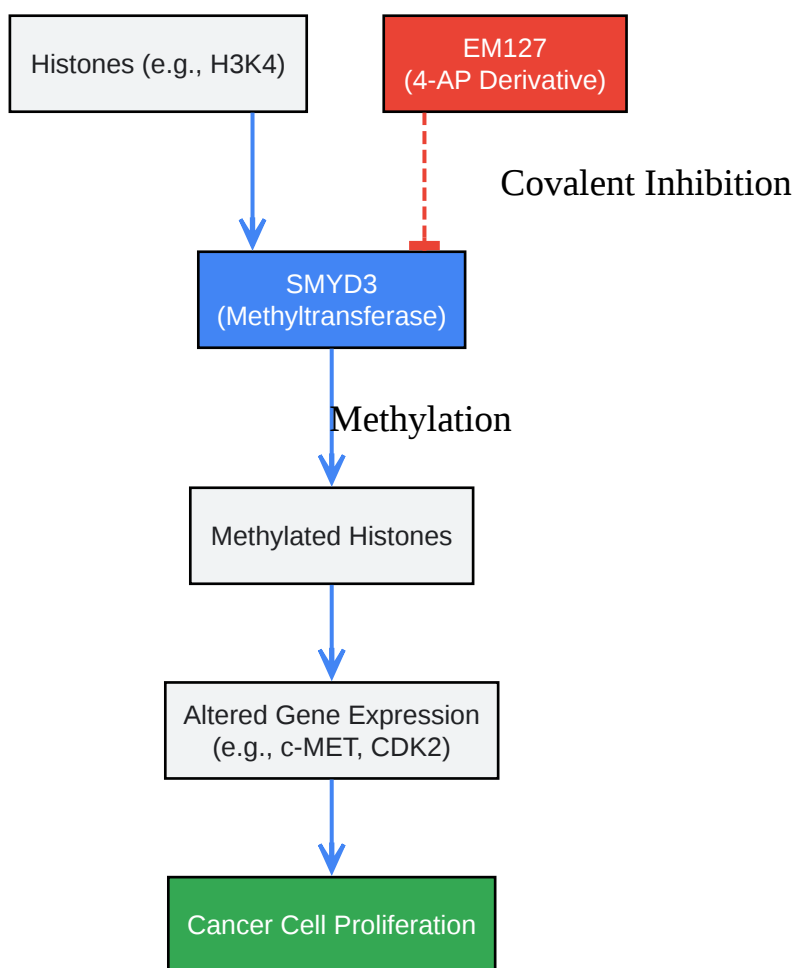 Histones (e.g., H3K4)
EM127
(4-AP Derivative)
Covalent Inhibition
SMYD3
(Methyltransferase)
Methylation
Methylated Histones
Altered Gene Expression
(e.g., c-MET, CDK2)
Cancer Cell Proliferation